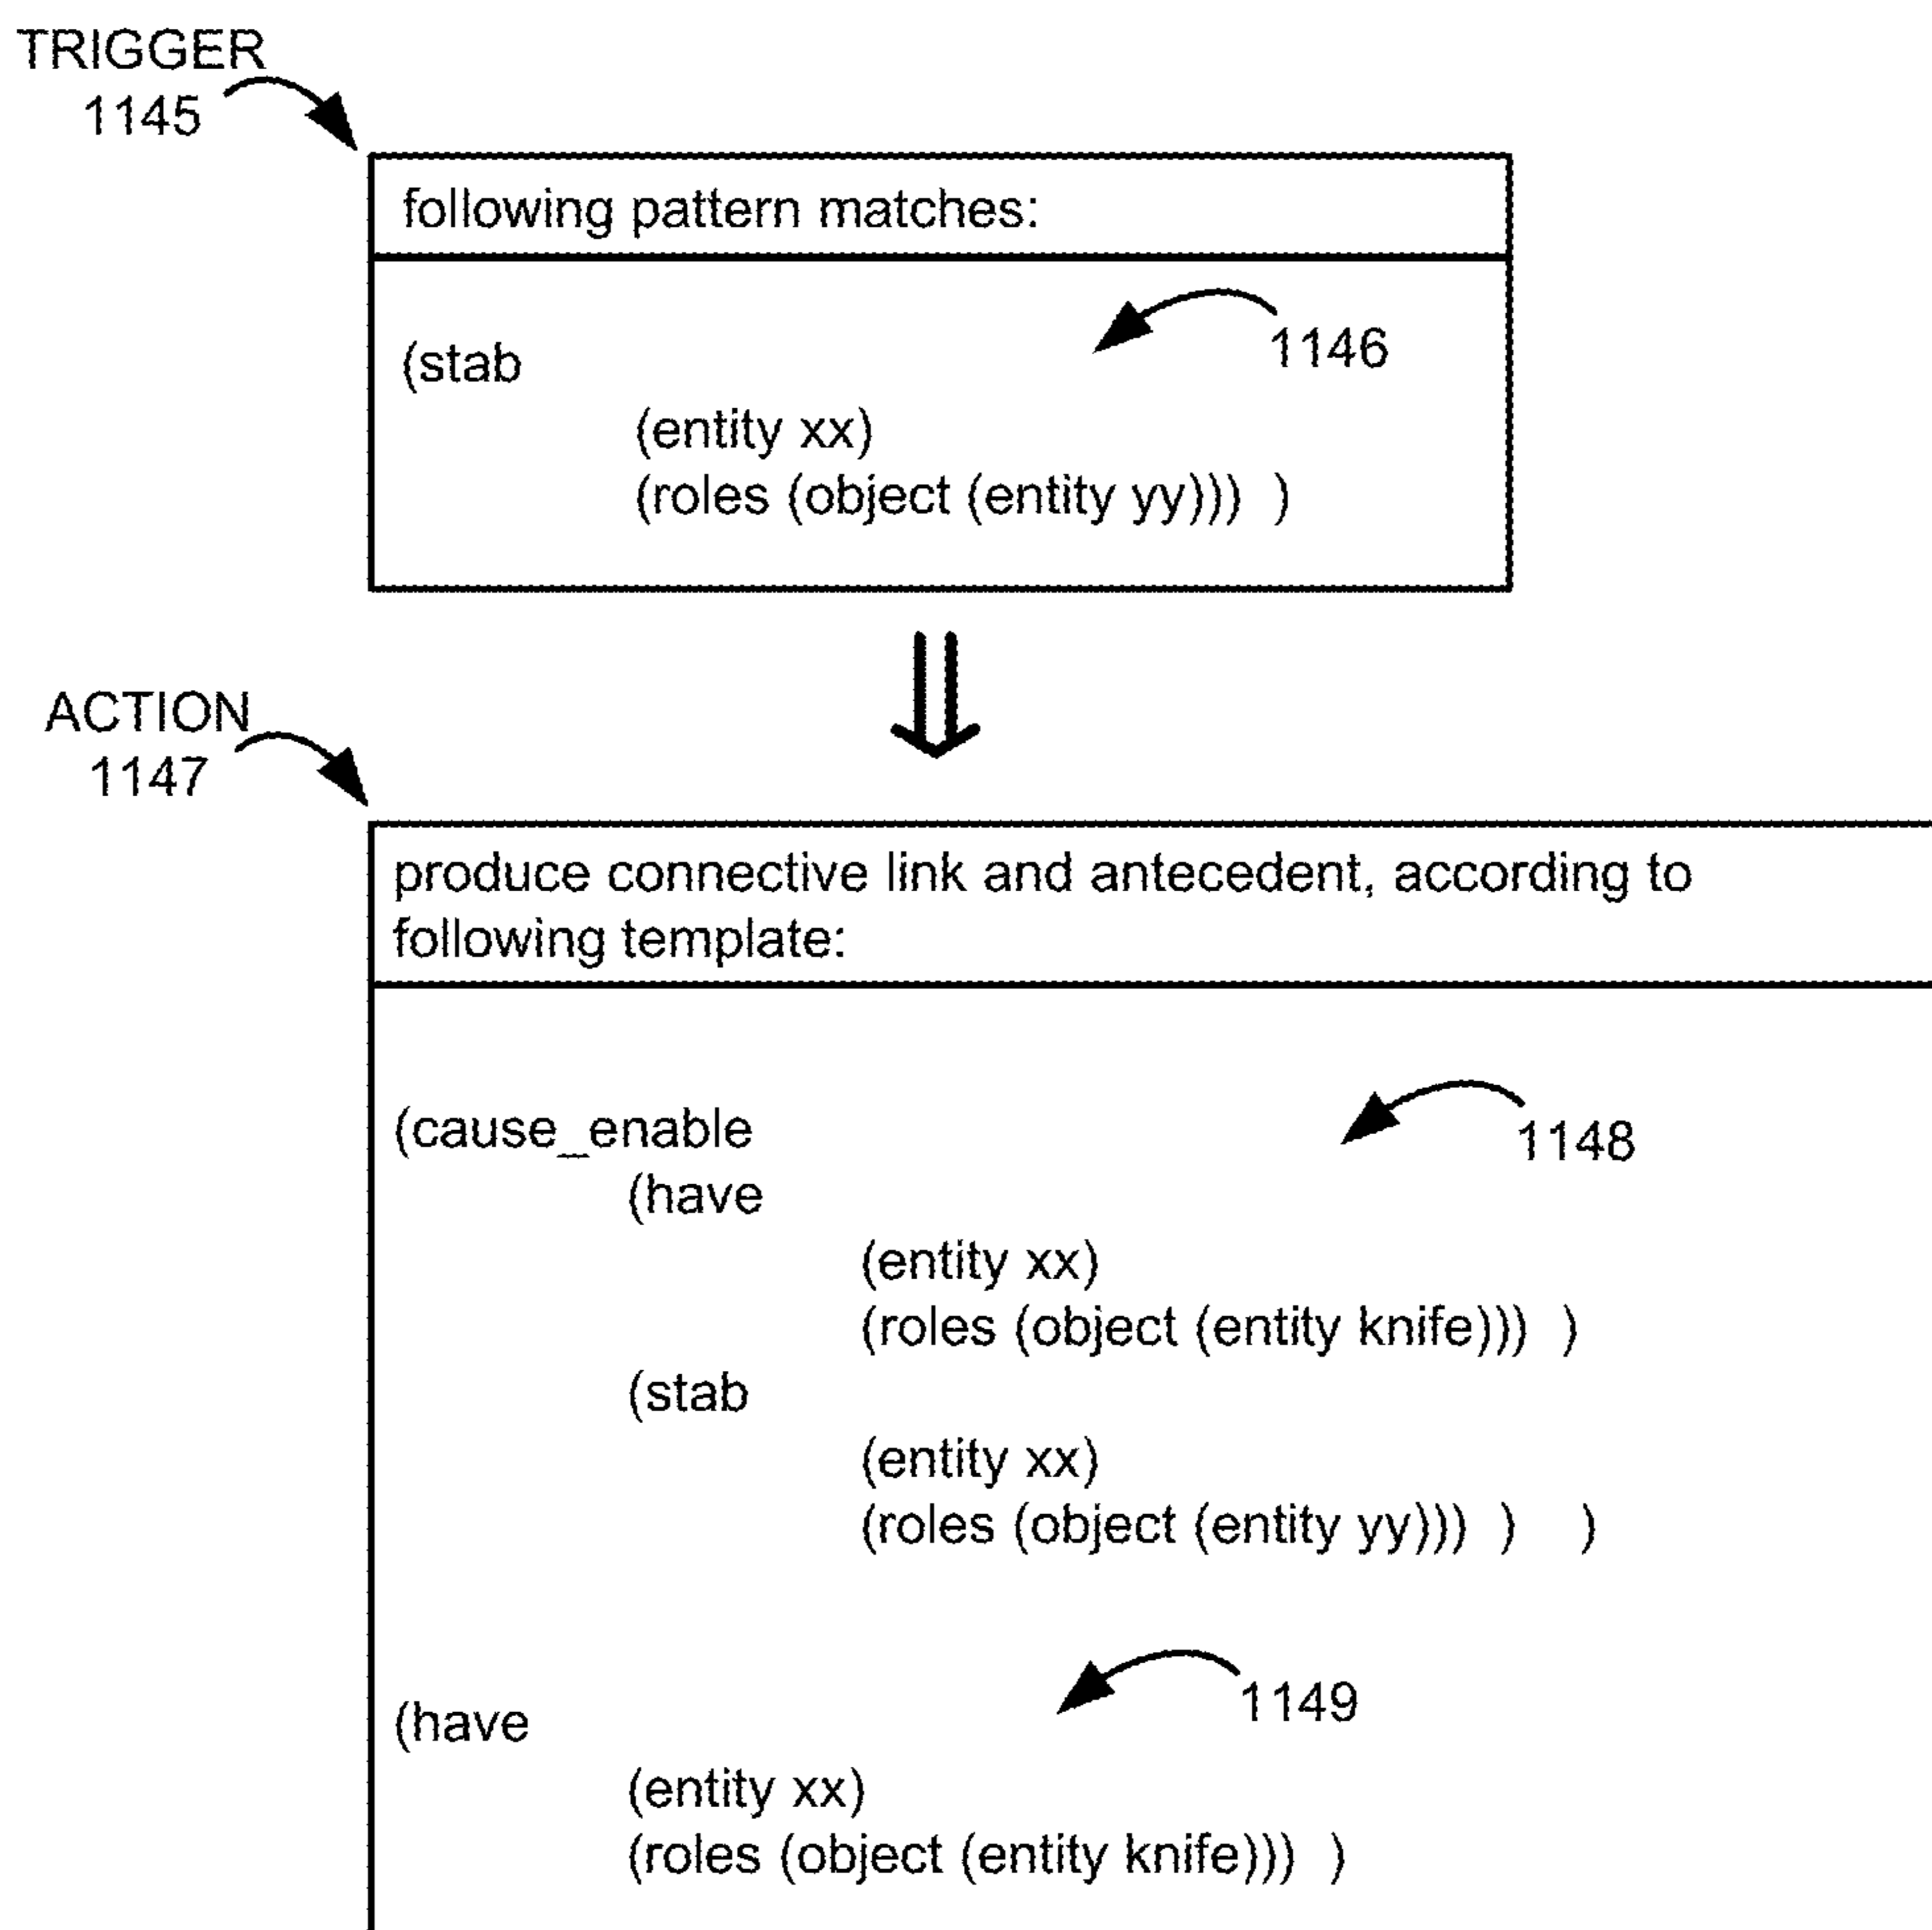 TRIGGER
1145
following pattern matches:
1146
(stab
(entity xx)
(roles (object (entity yy))) )
ACTION
1147
produce connective link and antecedent, according to
following template:
1148
(cause_enable
(have
(entity xx)
(roles (object (entity knife))) )
(stab
(entity xx)
(roles (object (entity yy))) ) )
1149
(have
(entity xx)
(roles (object (entity knife))) )